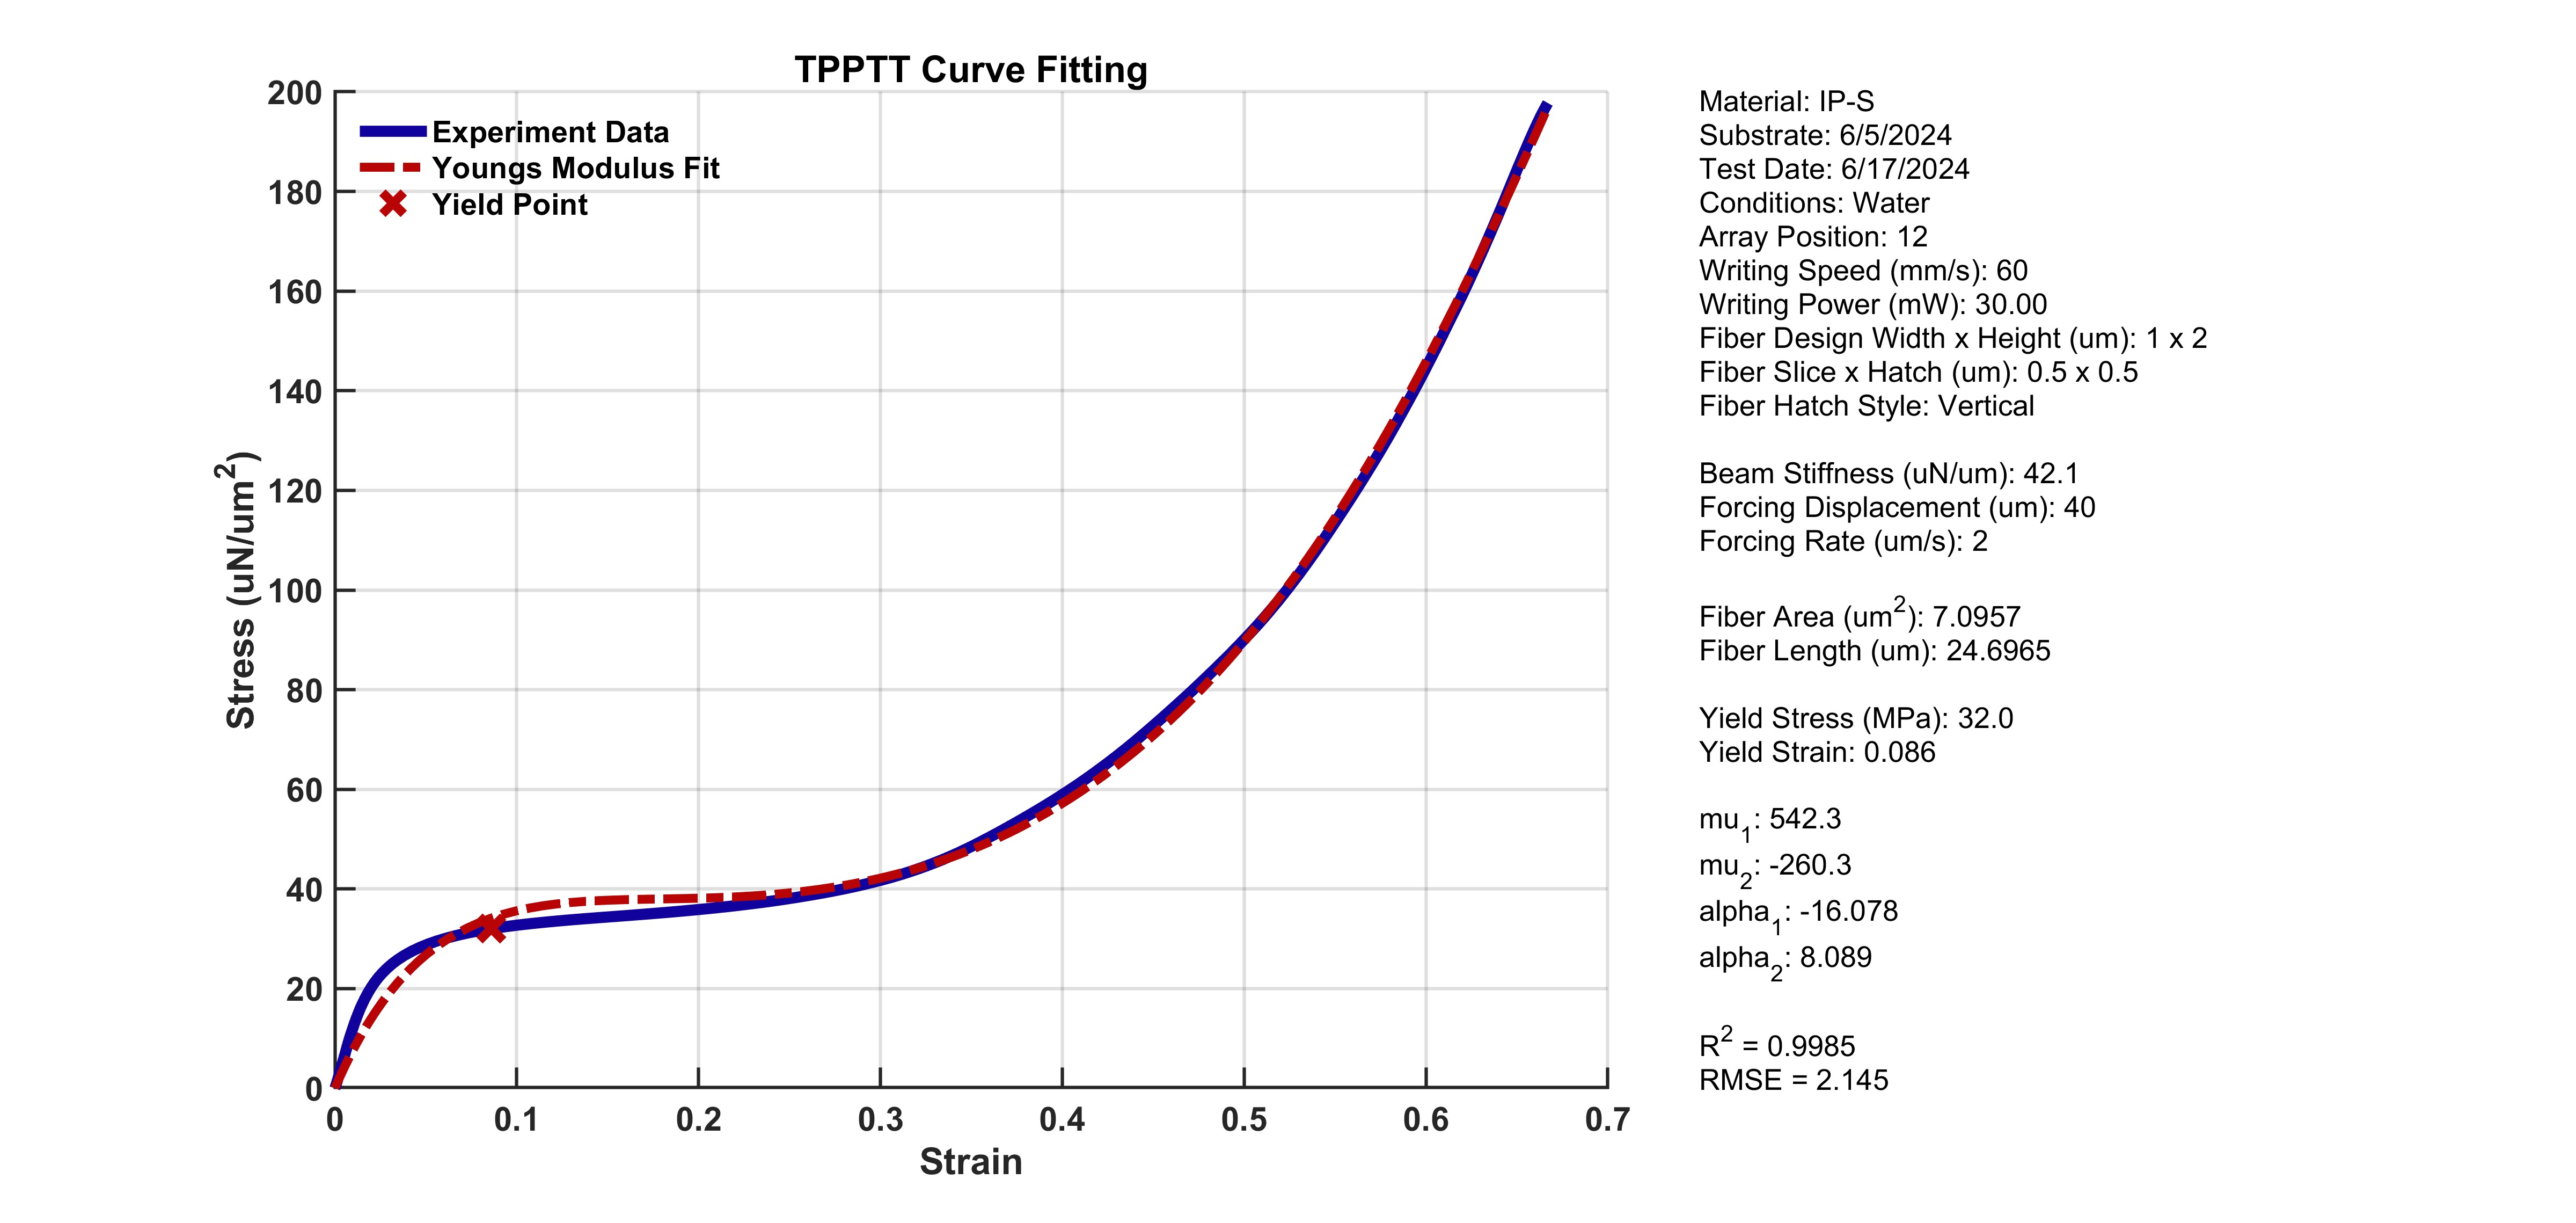 TPPTT Curve Fitting
200
180
160
140
120
100
80
60
40
20
0
Stress (uN/um²)
Experiment Data
Youngs Modulus Fit
Yield Point
0 0.1 0.2 0.3 0.4 0.5 0.6 0.7
Strain
Material: IP-S
Substrate: 6/5/2024
Test Date: 6/17/2024
Conditions: Water
Array Position: 12
Writing Speed (mm/s): 60
Writing Power (mW): 30.00
Fiber Design Width x Height (um): 1 x 2
Fiber Slice x Hatch (um): 0.5 x 0.5
Fiber Hatch Style: Vertical
Beam Stiffness (uN/um): 42.1
Forcing Displacement (um): 40
Forcing Rate (um/s): 2
Fiber Area (um²): 7.0957
Fiber Length (um): 24.6965
Yield Stress (MPa): 32.0
Yield Strain: 0.086
mu₁: 542.3
mu₂: -260.3
alpha₁: -16.078
alpha₂: 8.089
R² = 0.9985
RMSE = 2.145